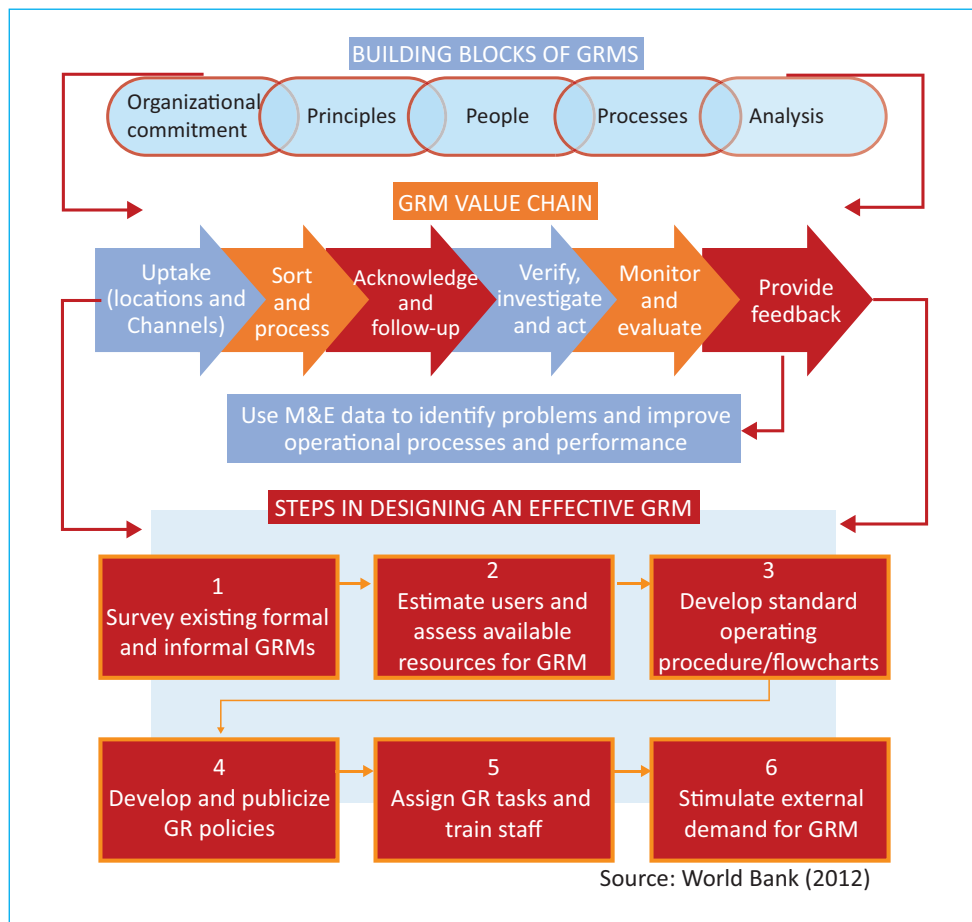 BUILDING BLOCKS OF GRMS
Organizational
commitment
Principles
People
Processes
Analysis
GRM VALUE CHAIN
Uptake
(locations and
Channels)
Sort
and
process
Acknowledge
and
follow-up
Verify,
investigate
and act
Monitor
and
evaluate
Provide
feedback
Use M&E data to identify problems and improve
operational processes and performance
STEPS IN DESIGNING AN EFFECTIVE GRM
1
Survey existing formal
and informal GRMs
2
Estimate users and
assess available
resources for GRM
3
Develop standard
operating
procedure/flowcharts
4
Develop and publicize
GR policies
5
Assign GR tasks and
train staff
6
Stimulate external
demand for GRM
Source: World Bank (2012)